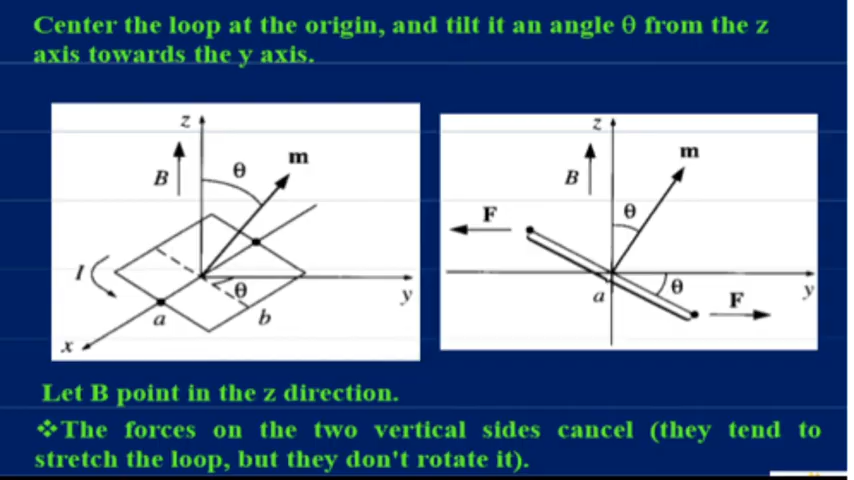 Center the loop at the origin, and tilt it an angle θ from the z
axis towards the y axis.
z
B
θ
m
I
θ
y
a
b
x
z
B
m
θ
F
θ
a
F
y
Let B point in the z direction.
❖The forces on the two vertical sides cancel (they tend to
stretch the loop, but they don't rotate it).